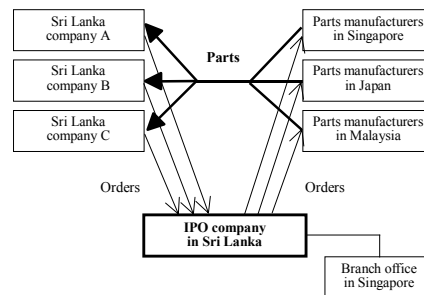 Sri Lanka
company A
Sri Lanka
company B
Sri Lanka
company C
Parts
Parts manufacturers
in Singapore
Parts manufacturers
in Japan
Parts manufacturers
in Malaysia
Orders
Orders
IPO company
in Sri Lanka
Branch office
in Singapore